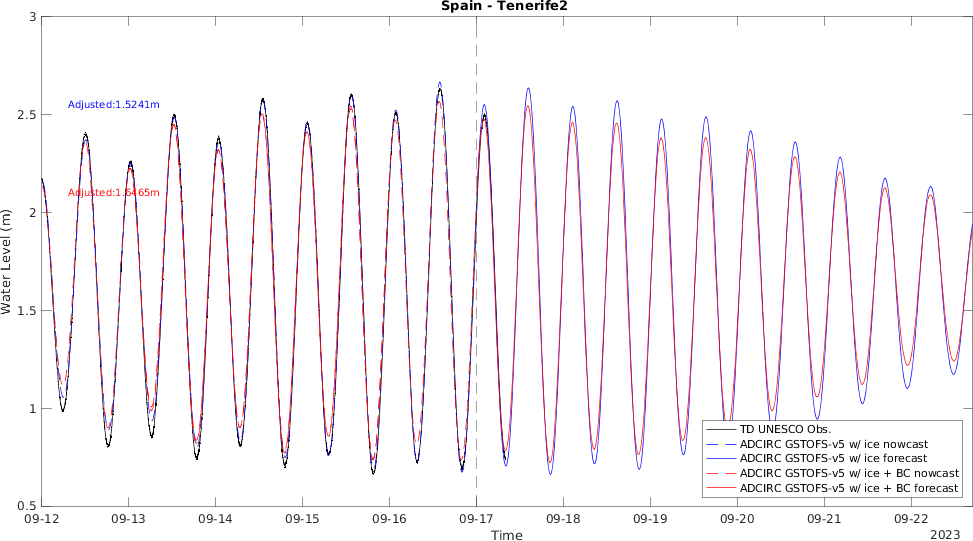 Spain - Tenerife2
3
2.5
2
1.5
1
0.5
Water Level (m)
Adjusted:1.5241m
Adjusted:1.6465m
TD UNESCO Obs.
ADCIRC GSTOFS-v5 w/ ice nowcast
ADCIRC GSTOFS-v5 w/ ice forecast
ADCIRC GSTOFS-v5 w/ ice + BC nowcast
ADCIRC GSTOFS-v5 w/ ice + BC forecast
09-12 09-13 09-14 09-15 09-16 09-17 09-18 09-19 09-20 09-21 09-22
Time
2023